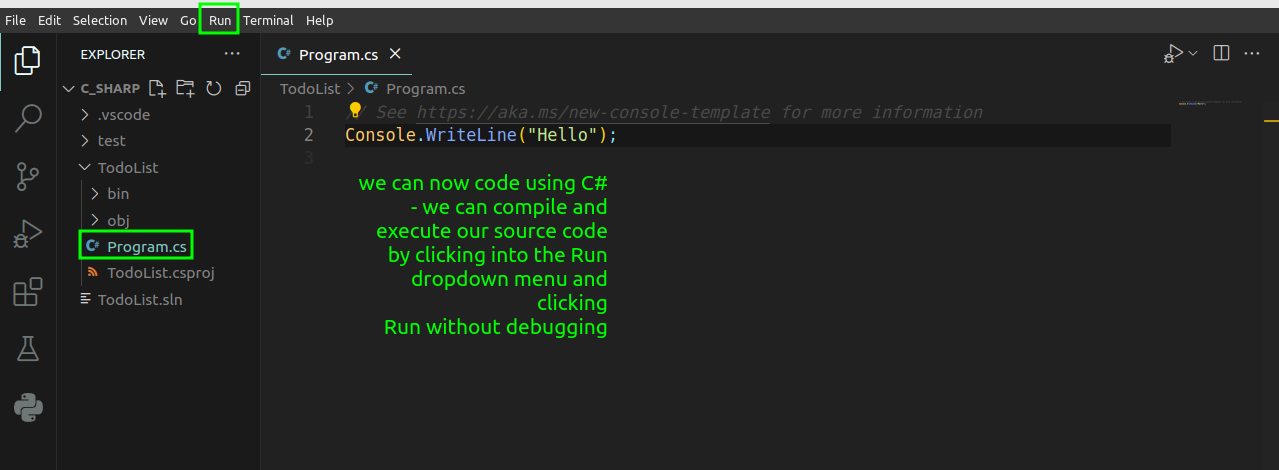 File Edit Selection View Go Run Terminal Help
EXPLORER ...
Program.cs
C_SHARP
TodoList > Program.cs
.vscode
test
TodoList
bin
obj
Program.cs
TodoList.csproj
TodoList.sln
1 // See https://aka.ms/new-console-template for more information
2 Console.WriteLine("Hello");
3
we can now code using C#
- we can compile and
execute our source code
by clicking into the Run
dropdown menu and
clicking
Run without debugging